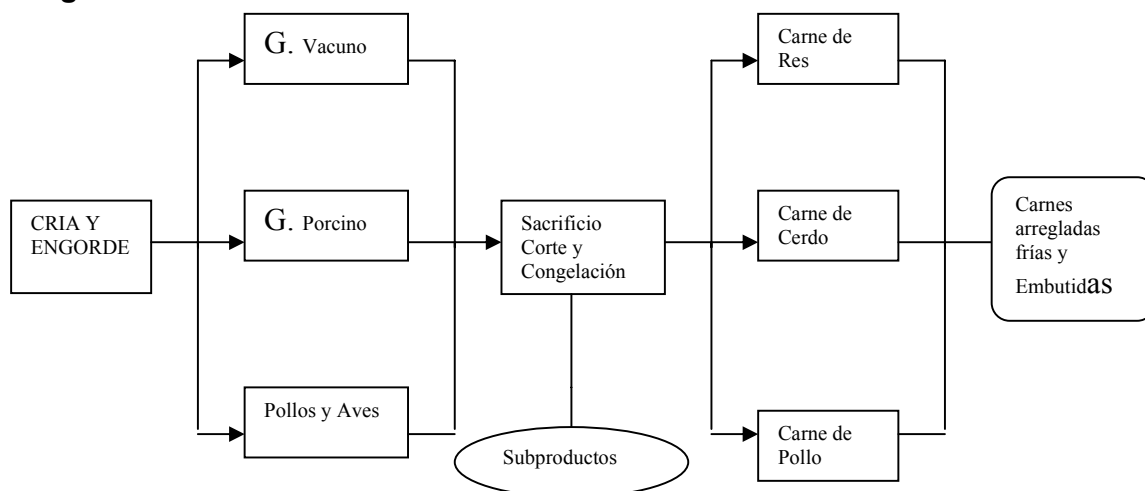 G. Vacuno
Carne de
Res
CRIA Y
ENGORDE
G. Porcino
Sacrificio
Corte y
Congelación
Carne de
Cerdo
Carnes
arregladas
frías y
Embutidas
Pollos y Aves
Subproductos
Carne de
Pollo